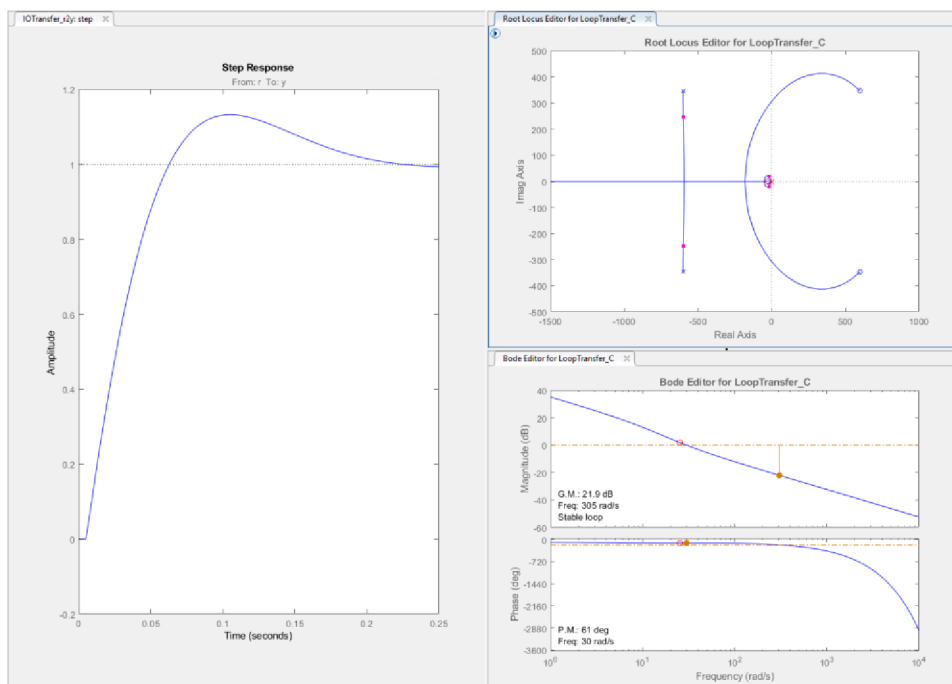 IOTransfer_r2y: step
Step Response
From: r To: y
1.2
1
0.8
0.6
0.4
0.2
0
-0.2
Amplitude
0
0.05
0.1
0.15
0.2
0.25
Time (seconds)
Root Locus Editor for LoopTransfer_C
Root Locus Editor for LoopTransfer_C
500
400
300
200
100
0
-100
-200
-300
-400
-500
Imag Axis
-1500
-1000
-500
0
500
1000
Real Axis
Bode Editor for LoopTransfer_C
Bode Editor for LoopTransfer_C
40
20
0
-20
-40
-60
Magnitude (dB)
G.M.: 21.9 dB
Freq: 305 rad/s
Stable loop
0
-720
-1440
-2160
-2880
-3600
Phase (deg)
P.M.: 61 deg
Freq: 30 rad/s
10^0
10^1
10^2
10^3
10^4
Frequency (rad/s)